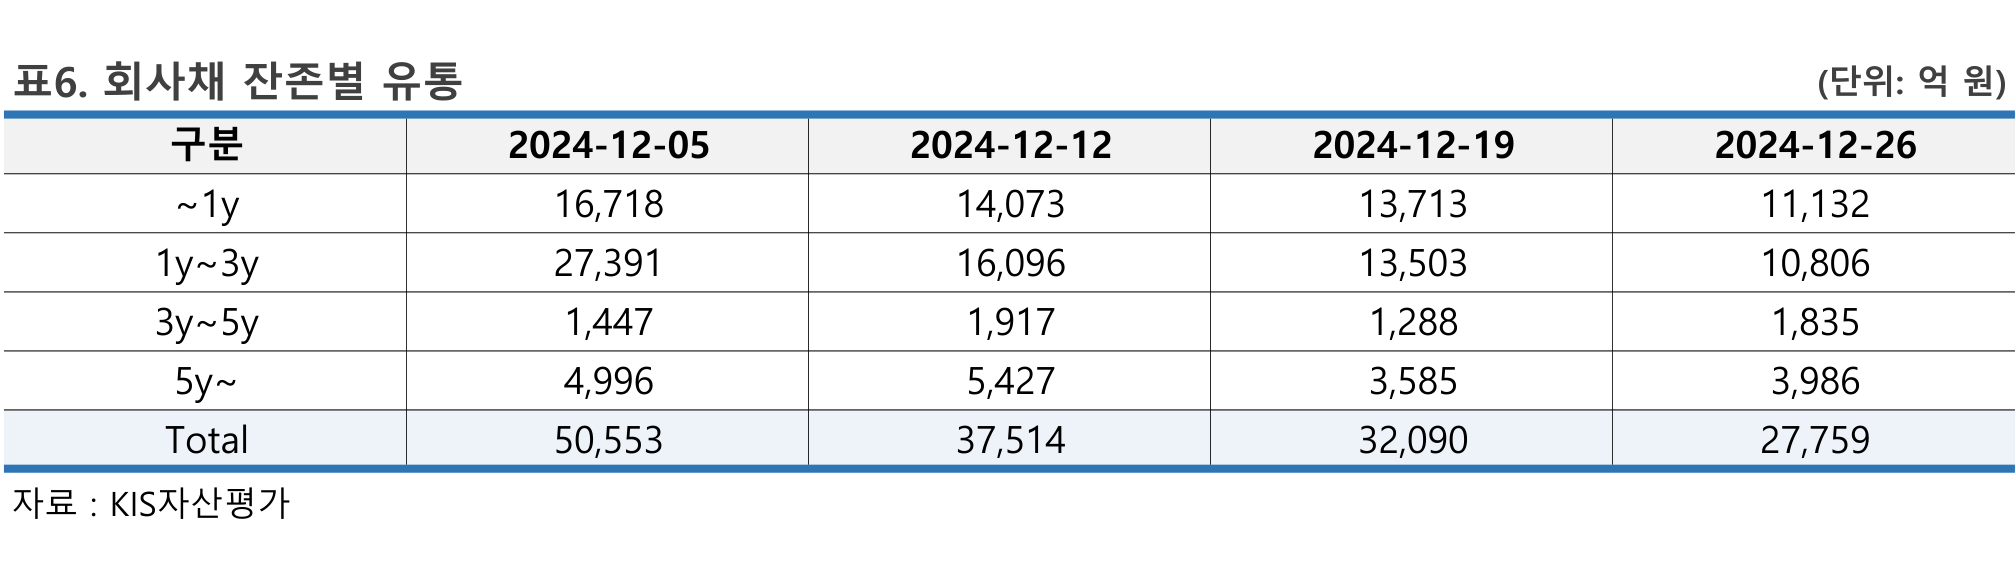 표6. 회사채 잔존별 유통 (단위: 억 원)
구분 2024-12-05 2024-12-12 2024-12-19 2024-12-26
~1y 16,718 14,073 13,713 11,132
1y~3y 27,391 16,096 13,503 10,806
3y~5y 1,447 1,917 1,288 1,835
5y~ 4,996 5,427 3,585 3,986
Total 50,553 37,514 32,090 27,759
자료 : KIS자산평가